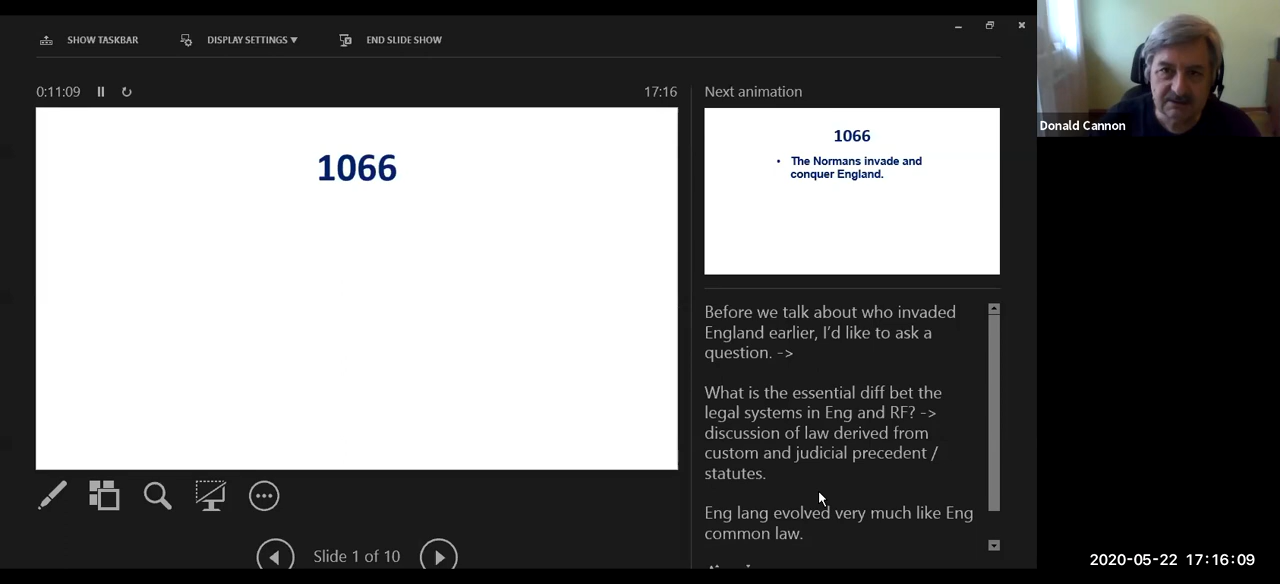 SHOW TASKBAR
DISPLAY SETTINGS ▼
END SLIDE SHOW
0:11:09
17:16
Next animation
1066
1066
• The Normans invade and
conquer England.
Donald Cannon
Before we talk about who invaded
England earlier, I'd like to ask a
question. ->
What is the essential diff bet the
legal systems in Eng and RF? ->
discussion of law derived from
custom and judicial precedent /
statutes.
Eng lang evolved very much like Eng
common law.
Slide 1 of 10
2020-05-22 17:16:09